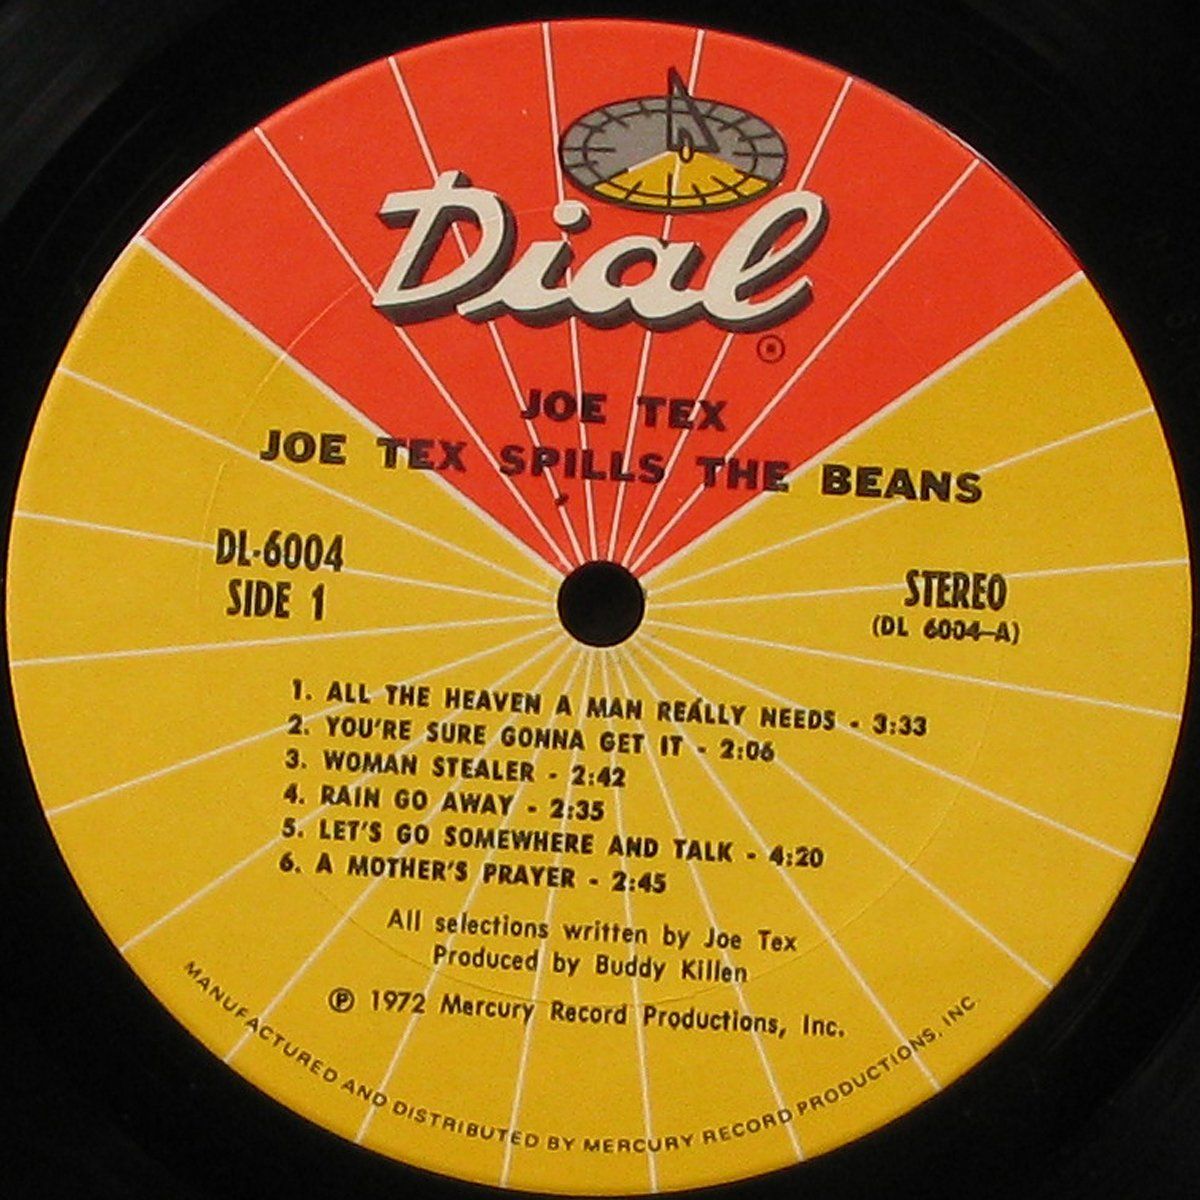 Dial
®
JOE TEX
JOE TEX SPILLS THE BEANS
DL-6004
SIDE 1
STEREO
(DL 6004-A)
1. ALL THE HEAVEN A MAN REALLY NEEDS - 3:33
2. YOU'RE SURE GONNA GET IT - 2:06
3. WOMAN STEALER - 2:42
4. RAIN GO AWAY - 2:35
5. LET'S GO SOMEWHERE AND TALK - 4:20
6. A MOTHER'S PRAYER - 2:45
All selections written by Joe Tex
Produced by Buddy Killen
℗ 1972 Mercury Record Productions, Inc.
MANUFACTURED AND DISTRIBUTED BY MERCURY RECORD PRODUCTIONS, INC.